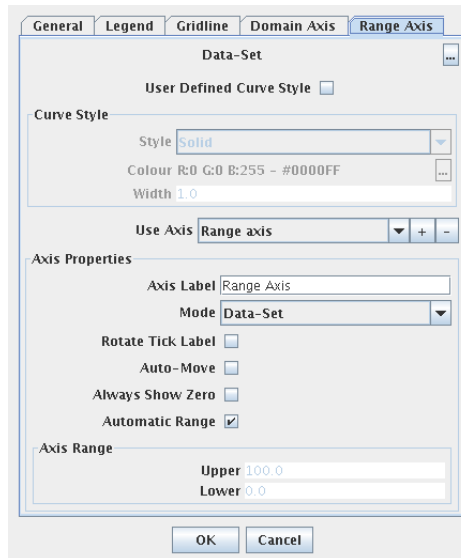 General Legend Gridline Domain Axis Range Axis
Data-Set ...
User Defined Curve Style
Curve Style
Style Solid
Colour R:0 G:0 B:255 - #0000FF ...
Width 1.0
Use Axis Range axis + -
Axis Properties
Axis Label Range Axis
Mode Data-Set
Rotate Tick Label
Auto-Move
Always Show Zero
Automatic Range
Axis Range
Upper 100.0
Lower 0.0
OK Cancel